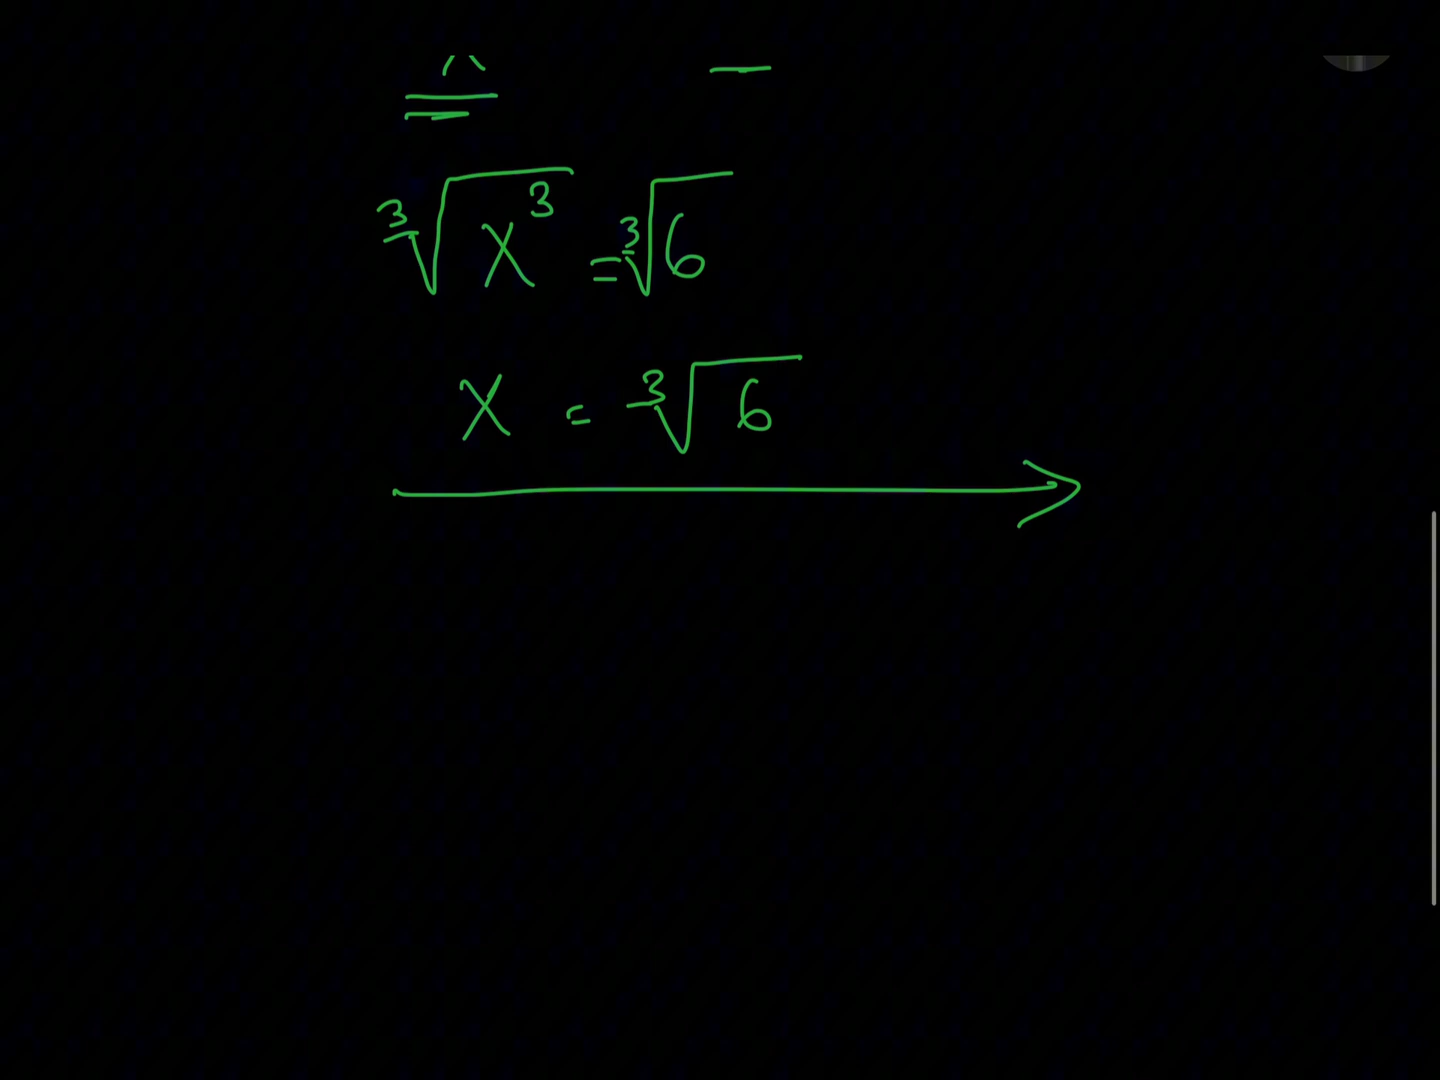 ∛x³ = ∛6
x = ∛6